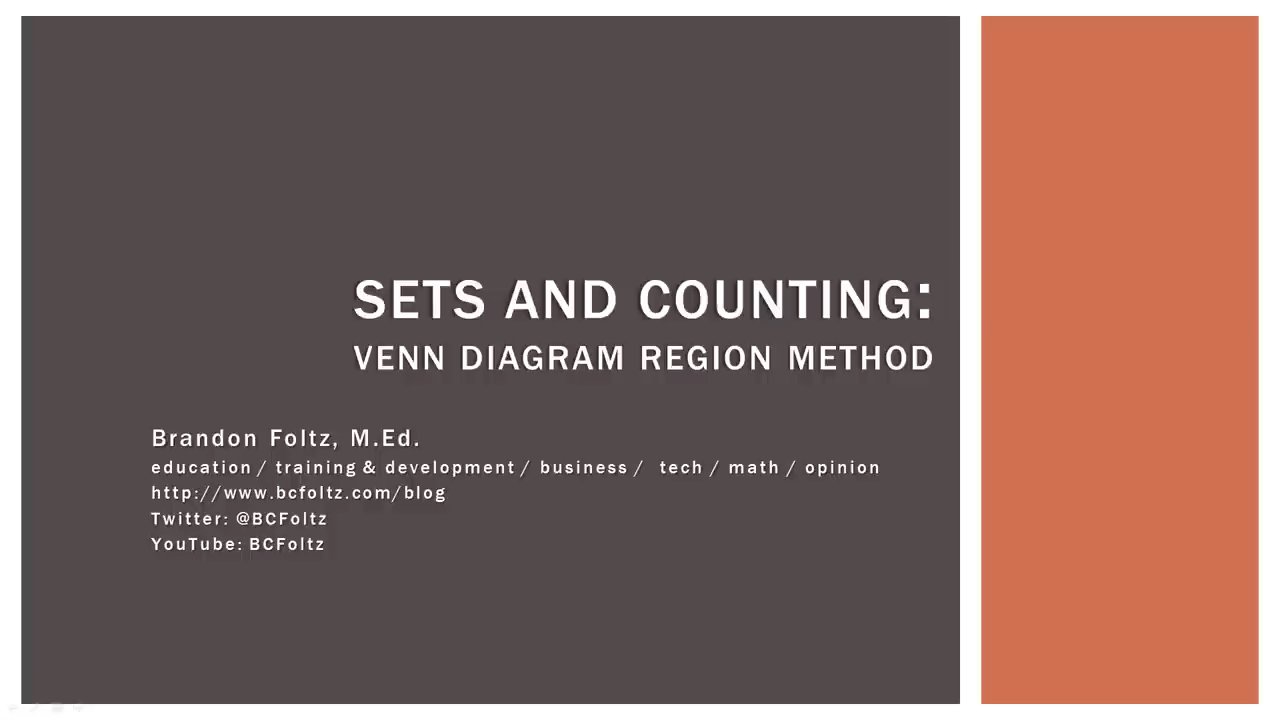 SETS AND COUNTING:
VENN DIAGRAM REGION METHOD
Brandon Foltz, M.Ed.
education / training & development / business / tech / math / opinion
http://www.bcfoltz.com/blog
Twitter: @BCFoltz
YouTube: BCFoltz